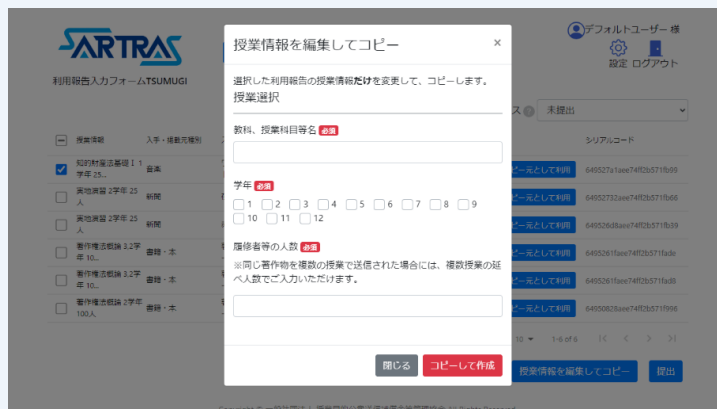 SARTRAS
利用報告入力フォームTSUMUGI
デフォルトユーザー 様
設定 ログアウト
授業情報を編集してコピー
×
選択した利用報告の授業情報だけを変更して、コピーします。
授業選択
教科、授業科目等名 必須
学年 必須
1 2 3 4 5 6 7 8 9
10 11 12
履修者等の人数 必須
※同じ著作物を複数の授業で送信された場合には、複数授業の延
べ人数でご入力いただけます。
閉じる コピーして作成
ス 未提出
授業情報 入手・掲載元種別 シリアルコード
知的財産法基礎Ⅰ 1
学年 25... 音楽 ピー元として利用 649527a1aee74ff2b571fb99
実地演習 2学年 25
人 新聞 ピー元として利用 64952732aee74ff2b571fb66
実地演習 2学年 25
人 新聞 ピー元として利用 649526d8aee74ff2b571fb39
著作権法概論 3.2学
年 10... 書籍・本 ピー元として利用 6495261faee74ff2b571fade
著作権法概論 3.2学
年 10... 書籍・本 ピー元として利用 6495261faee74ff2b571fad8
著作権法概論 2学年
100人 書籍・本 ピー元として利用 64950828aee74ff2b571f998
10 1-6 of 6
授業情報を編集してコピー 提出